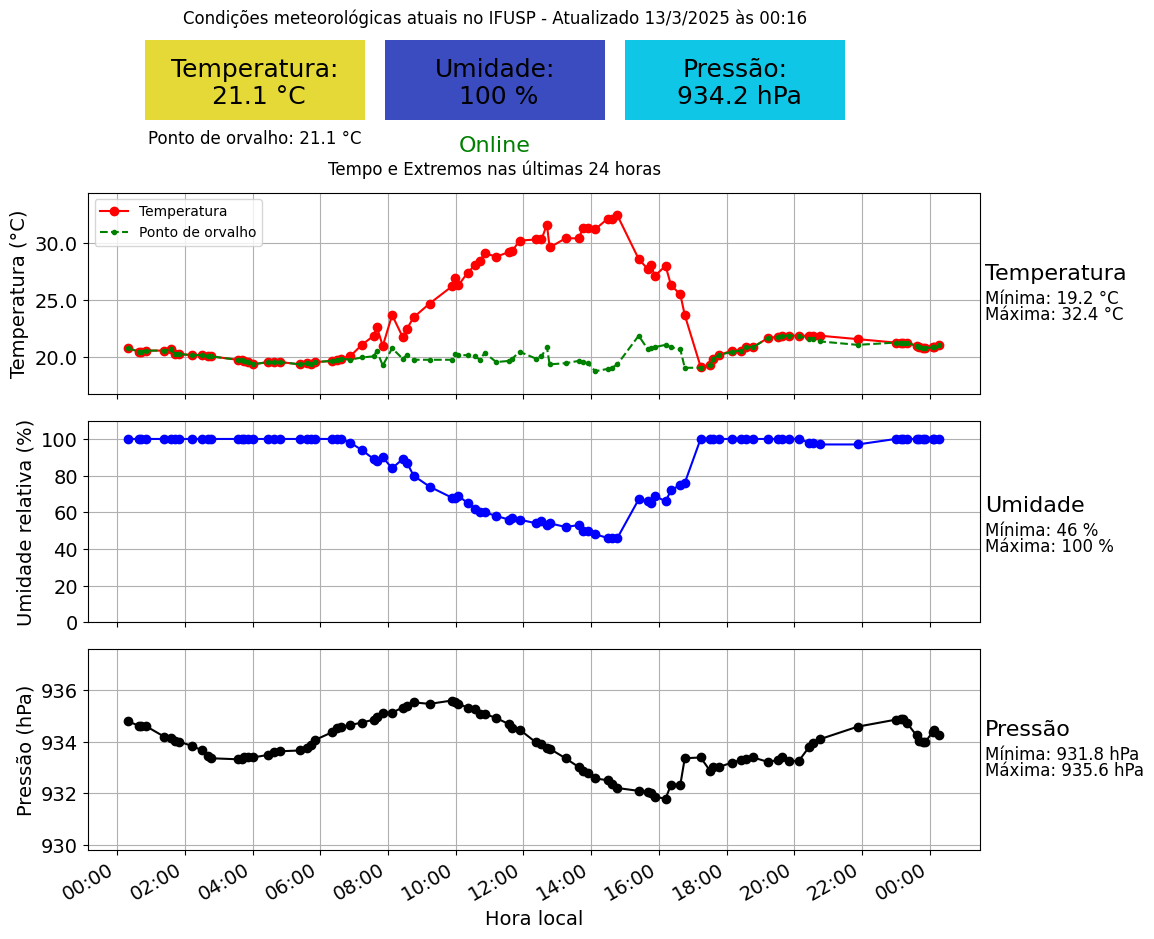 Condições meteorológicas atuais no IFUSP - Atualizado 13/3/2025 às 00:16
Temperatura:
21.1 °C
Umidade:
100 %
Pressão:
934.2 hPa
Ponto de orvalho: 21.1 °C
Online
Tempo e Extremos nas últimas 24 horas
Temperatura
Ponto de orvalho
Temperatura (°C)
30.0
25.0
20.0
Temperatura
Mínima: 19.2 °C
Máxima: 32.4 °C
Umidade relativa (%)
100
80
60
40
20
0
Umidade
Mínima: 46 %
Máxima: 100 %
Pressão (hPa)
936
934
932
930
Pressão
Mínima: 931.8 hPa
Máxima: 935.6 hPa
00:00 02:00 04:00 06:00 08:00 10:00 12:00 14:00 16:00 18:00 20:00 22:00 00:00
Hora local